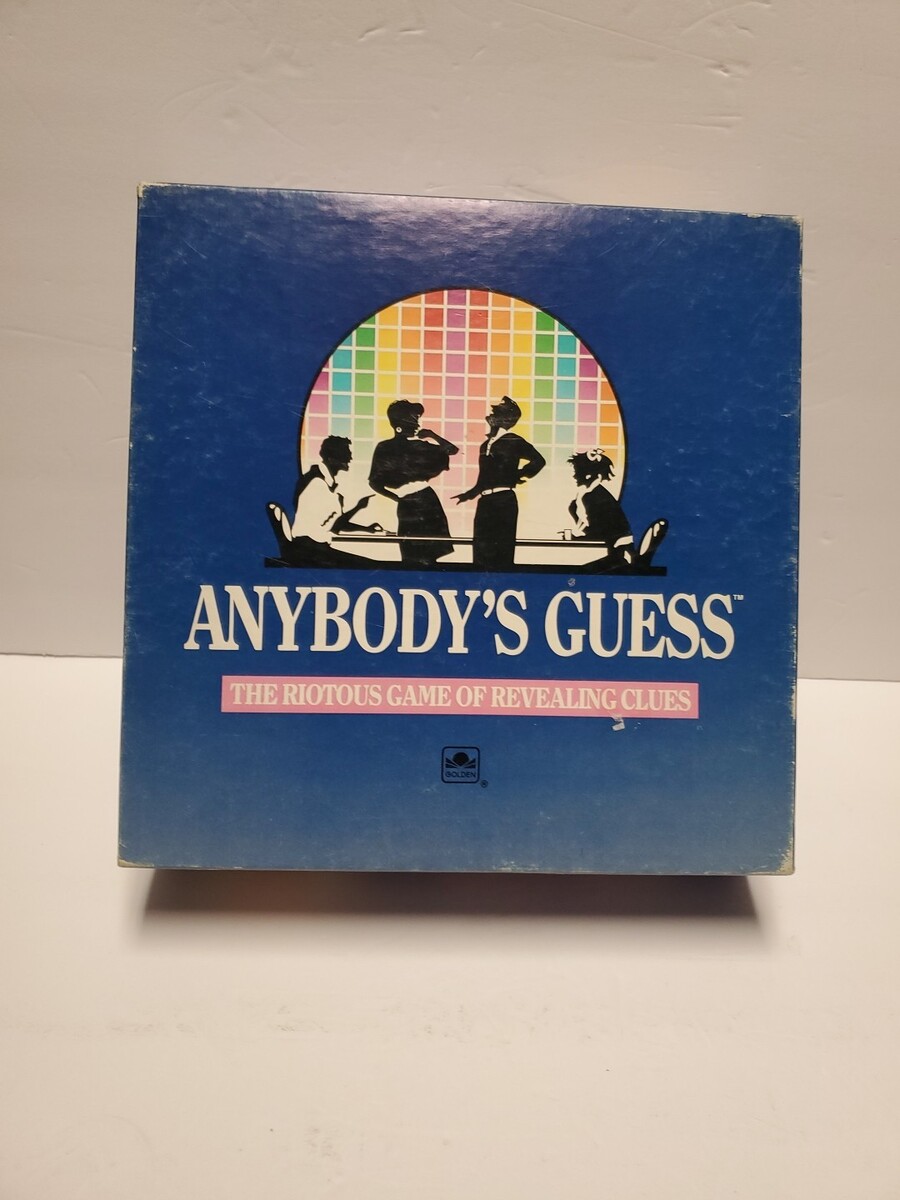 ANYBODY'S GUESS™
THE RIOTOUS GAME OF REVEALING CLUES
GOLDEN ®